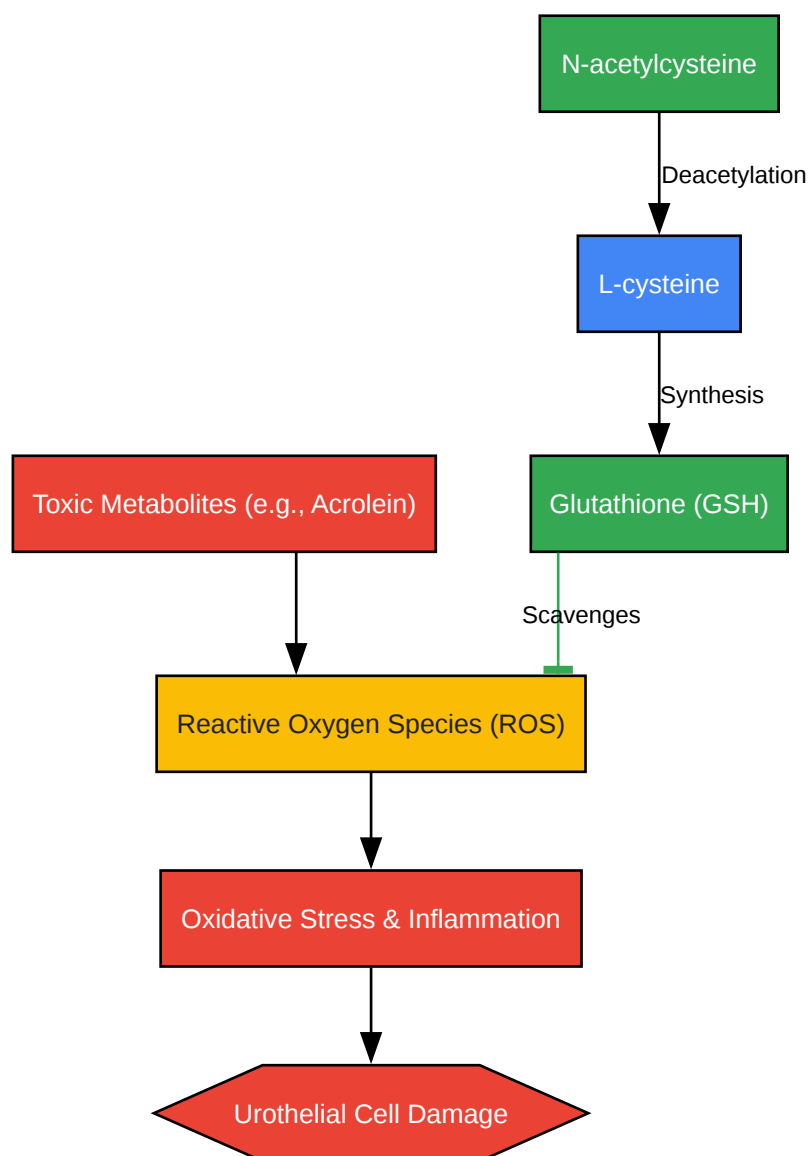 N-acetylcysteine
Deacetylation
L-cysteine
Synthesis
Toxic Metabolites (e.g., Acrolein)
Glutathione (GSH)
Scavenges
Reactive Oxygen Species (ROS)
Oxidative Stress & Inflammation
Urothelial Cell Damage